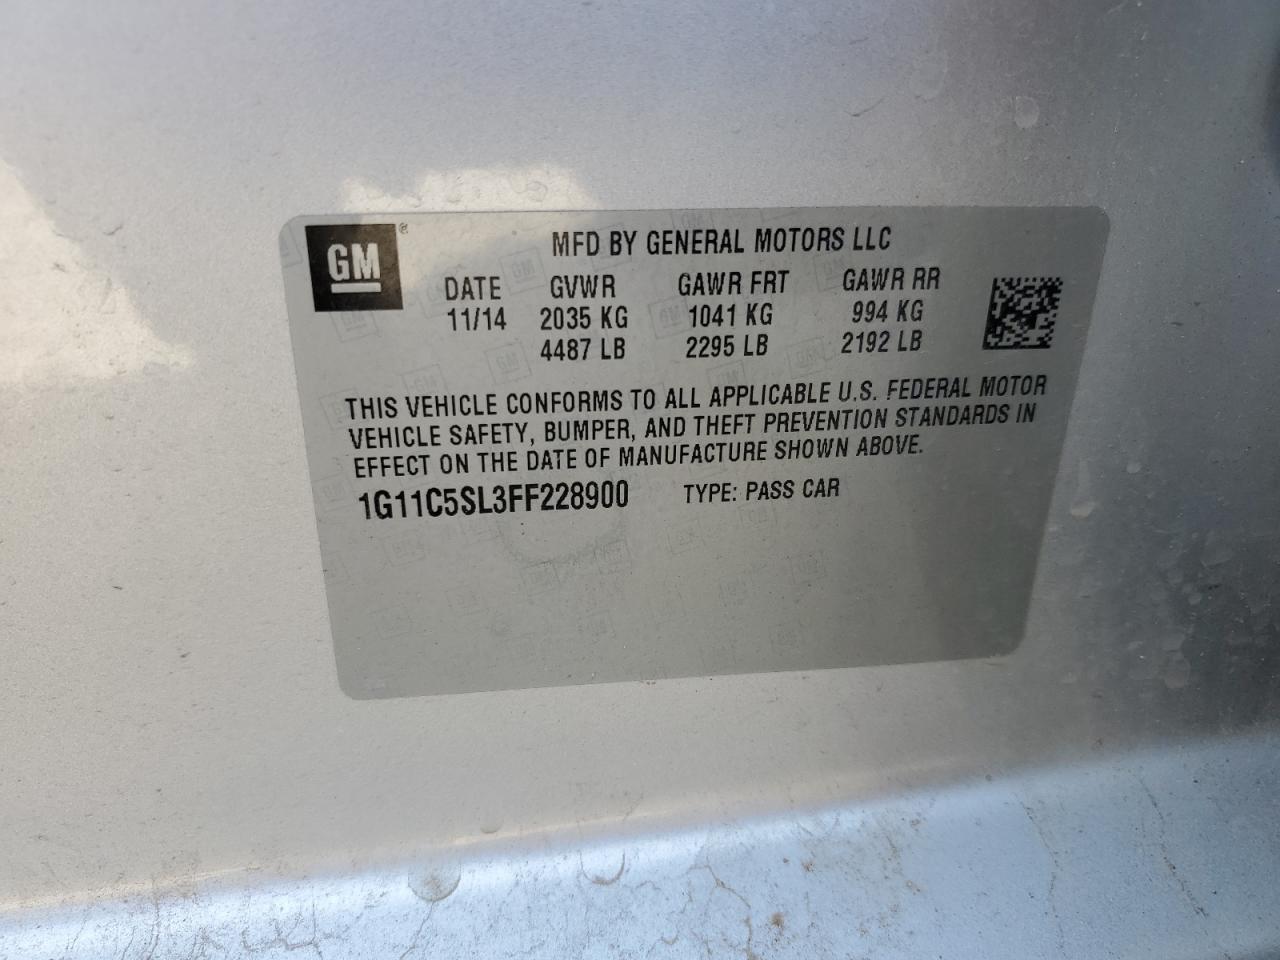 GM®
MFD BY GENERAL MOTORS LLC
DATE GVWR GAWR FRT GAWR RR
11/14 2035 KG 1041 KG 994 KG
4487 LB 2295 LB 2192 LB
THIS VEHICLE CONFORMS TO ALL APPLICABLE U.S. FEDERAL MOTOR
VEHICLE SAFETY, BUMPER, AND THEFT PREVENTION STANDARDS IN
EFFECT ON THE DATE OF MANUFACTURE SHOWN ABOVE.
1G11C5SL3FF228900 TYPE: PASS CAR